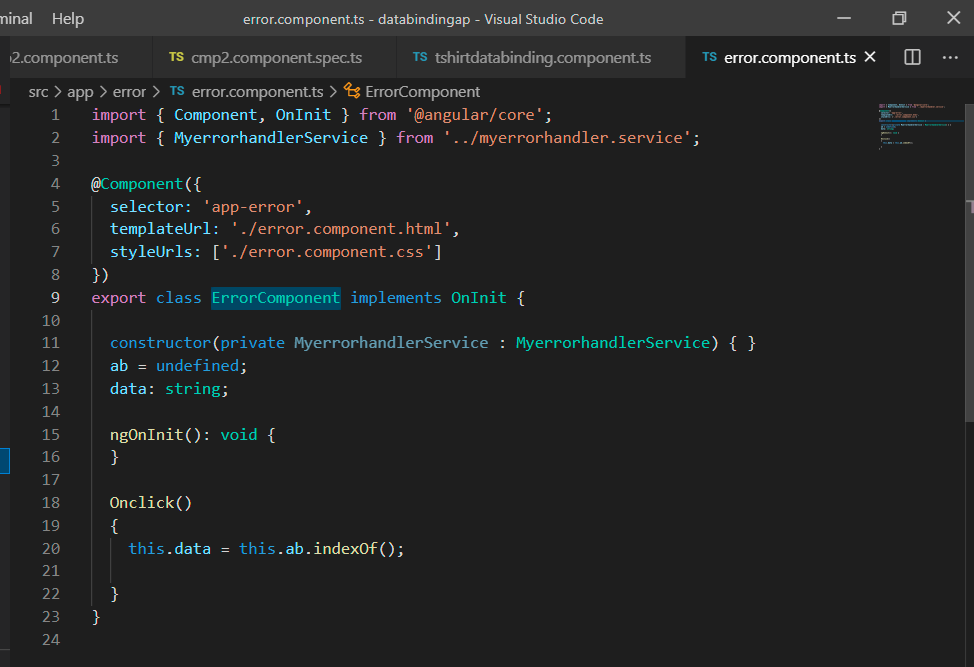 minal Help error.component.ts - databindingap - Visual Studio Code
p2.component.ts TS cmp2.component.spec.ts TS tshirtdatabinding.component.ts TS error.component.ts
src > app > error > TS error.component.ts > ErrorComponent
1 import { Component, OnInit } from '@angular/core';
2 import { MyerrorhandlerService } from '../myerrorhandler.service';
3
4 @Component({
5 selector: 'app-error',
6 templateUrl: './error.component.html',
7 styleUrls: ['./error.component.css']
8 })
9 export class ErrorComponent implements OnInit {
10
11 constructor(private MyerrorhandlerService : MyerrorhandlerService) { }
12 ab = undefined;
13 data: string;
14
15 ngOnInit(): void {
16 }
17
18 Onclick()
19 {
20 this.data = this.ab.indexOf();
21
22 }
23 }
24